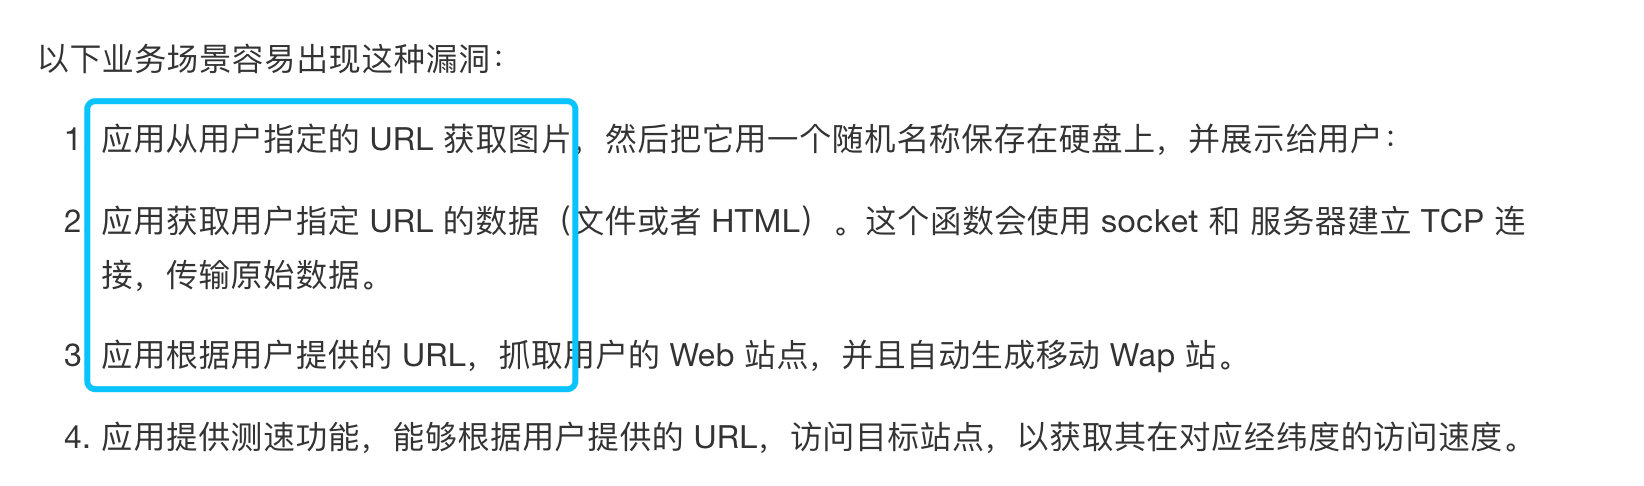 以下业务场景容易出现这种漏洞：
1 应用从用户指定的 URL 获取图片，然后把它用一个随机名称保存在硬盘上，并展示给用户：
2 应用获取用户指定 URL 的数据（文件或者 HTML）。这个函数会使用 socket 和 服务器建立 TCP 连
接，传输原始数据。
3 应用根据用户提供的 URL，抓取用户的 Web 站点，并且自动生成移动 Wap 站。
4. 应用提供测速功能，能够根据用户提供的 URL，访问目标站点，以获取其在对应经纬度的访问速度。